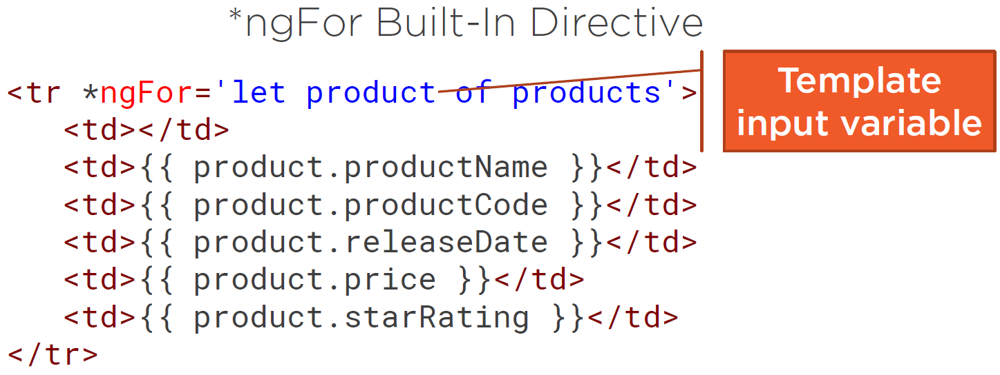 *ngFor Built-In Directive
<tr *ngFor='let product of products'>
<td></td>
<td>{{ product.productName }}</td>
<td>{{ product.productCode }}</td>
<td>{{ product.releaseDate }}</td>
<td>{{ product.price }}</td>
<td>{{ product.starRating }}</td>
</tr>
Template
input variable